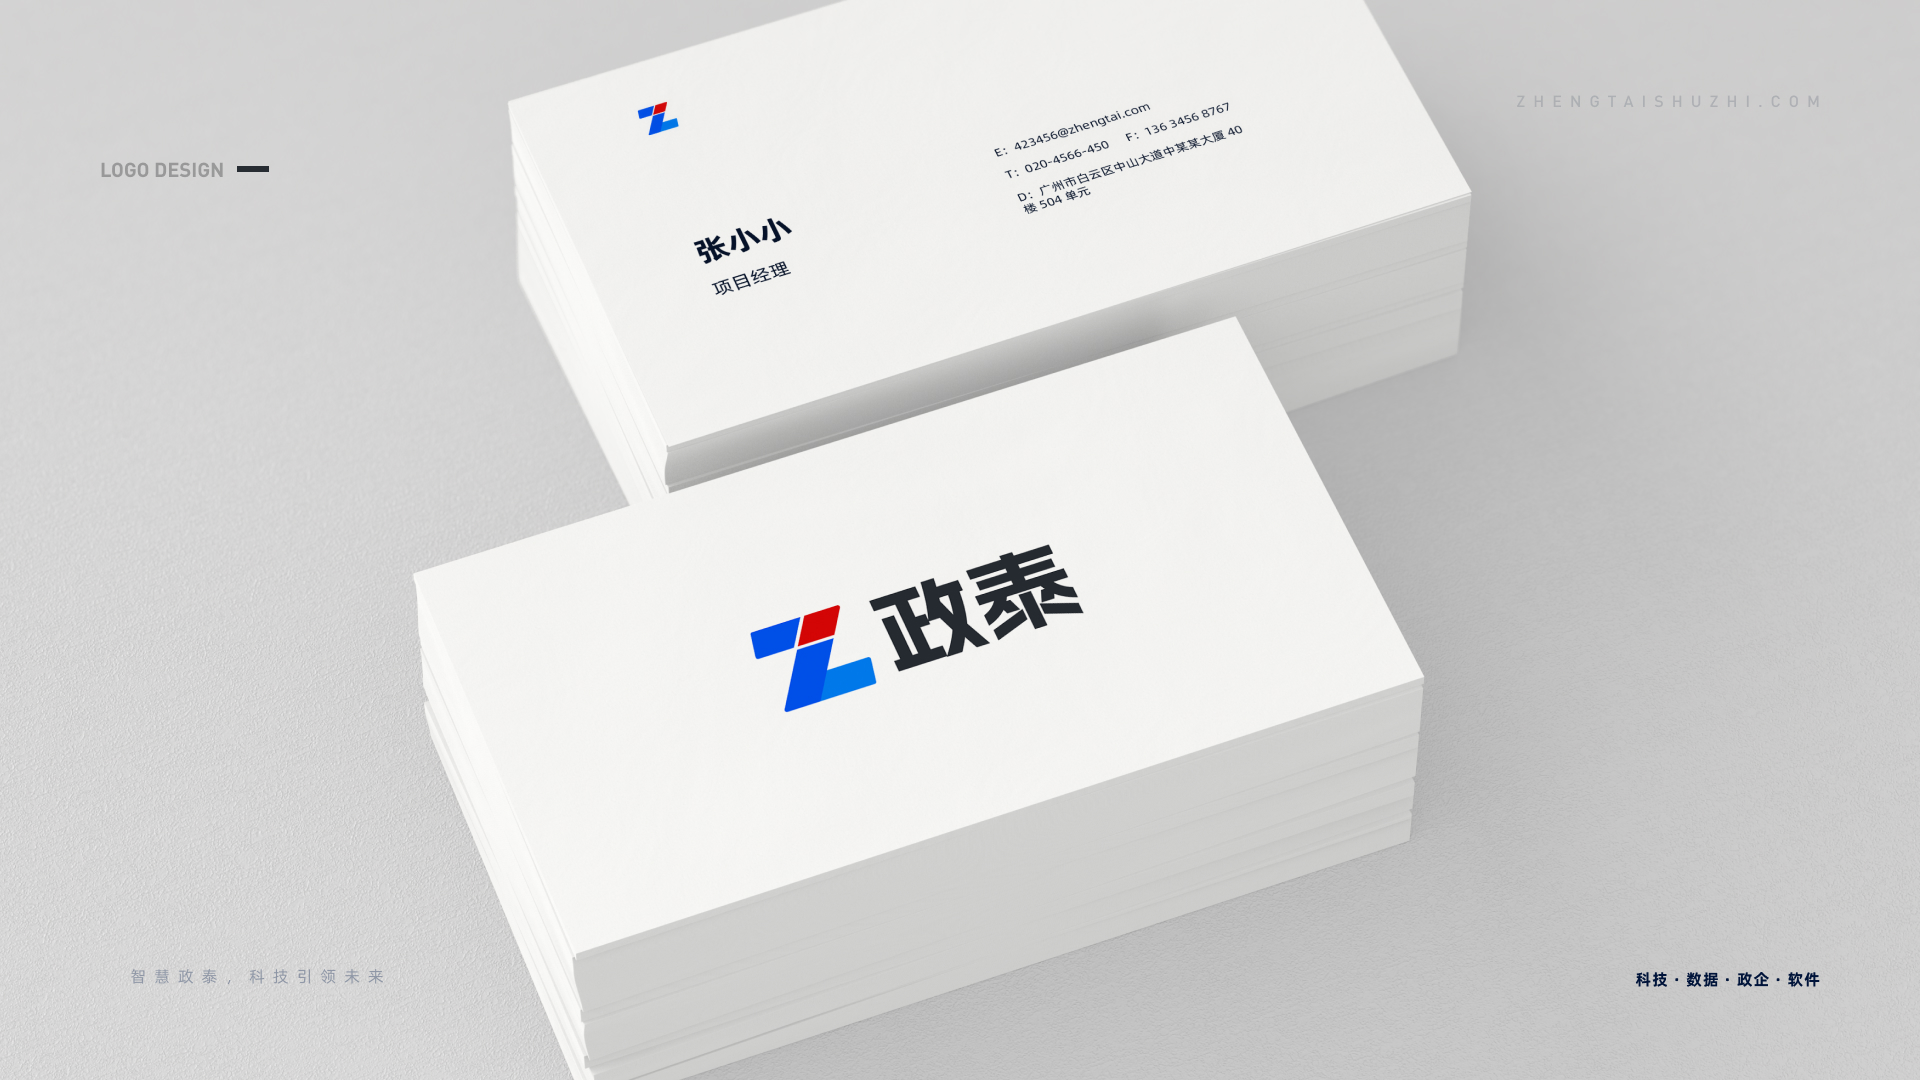 ZHENGTAISHUZHI.COM
LOGO DESIGN
E: 423456@zhengtai.com
T: 020-4566-450 F: 136 3456 8767
D: 广州市白云区中山大道中某某大厦 40
楼 504 单元
张小小
项目经理
政泰
智慧政泰, 科技引领未来
科技 · 数据 · 政企 · 软件